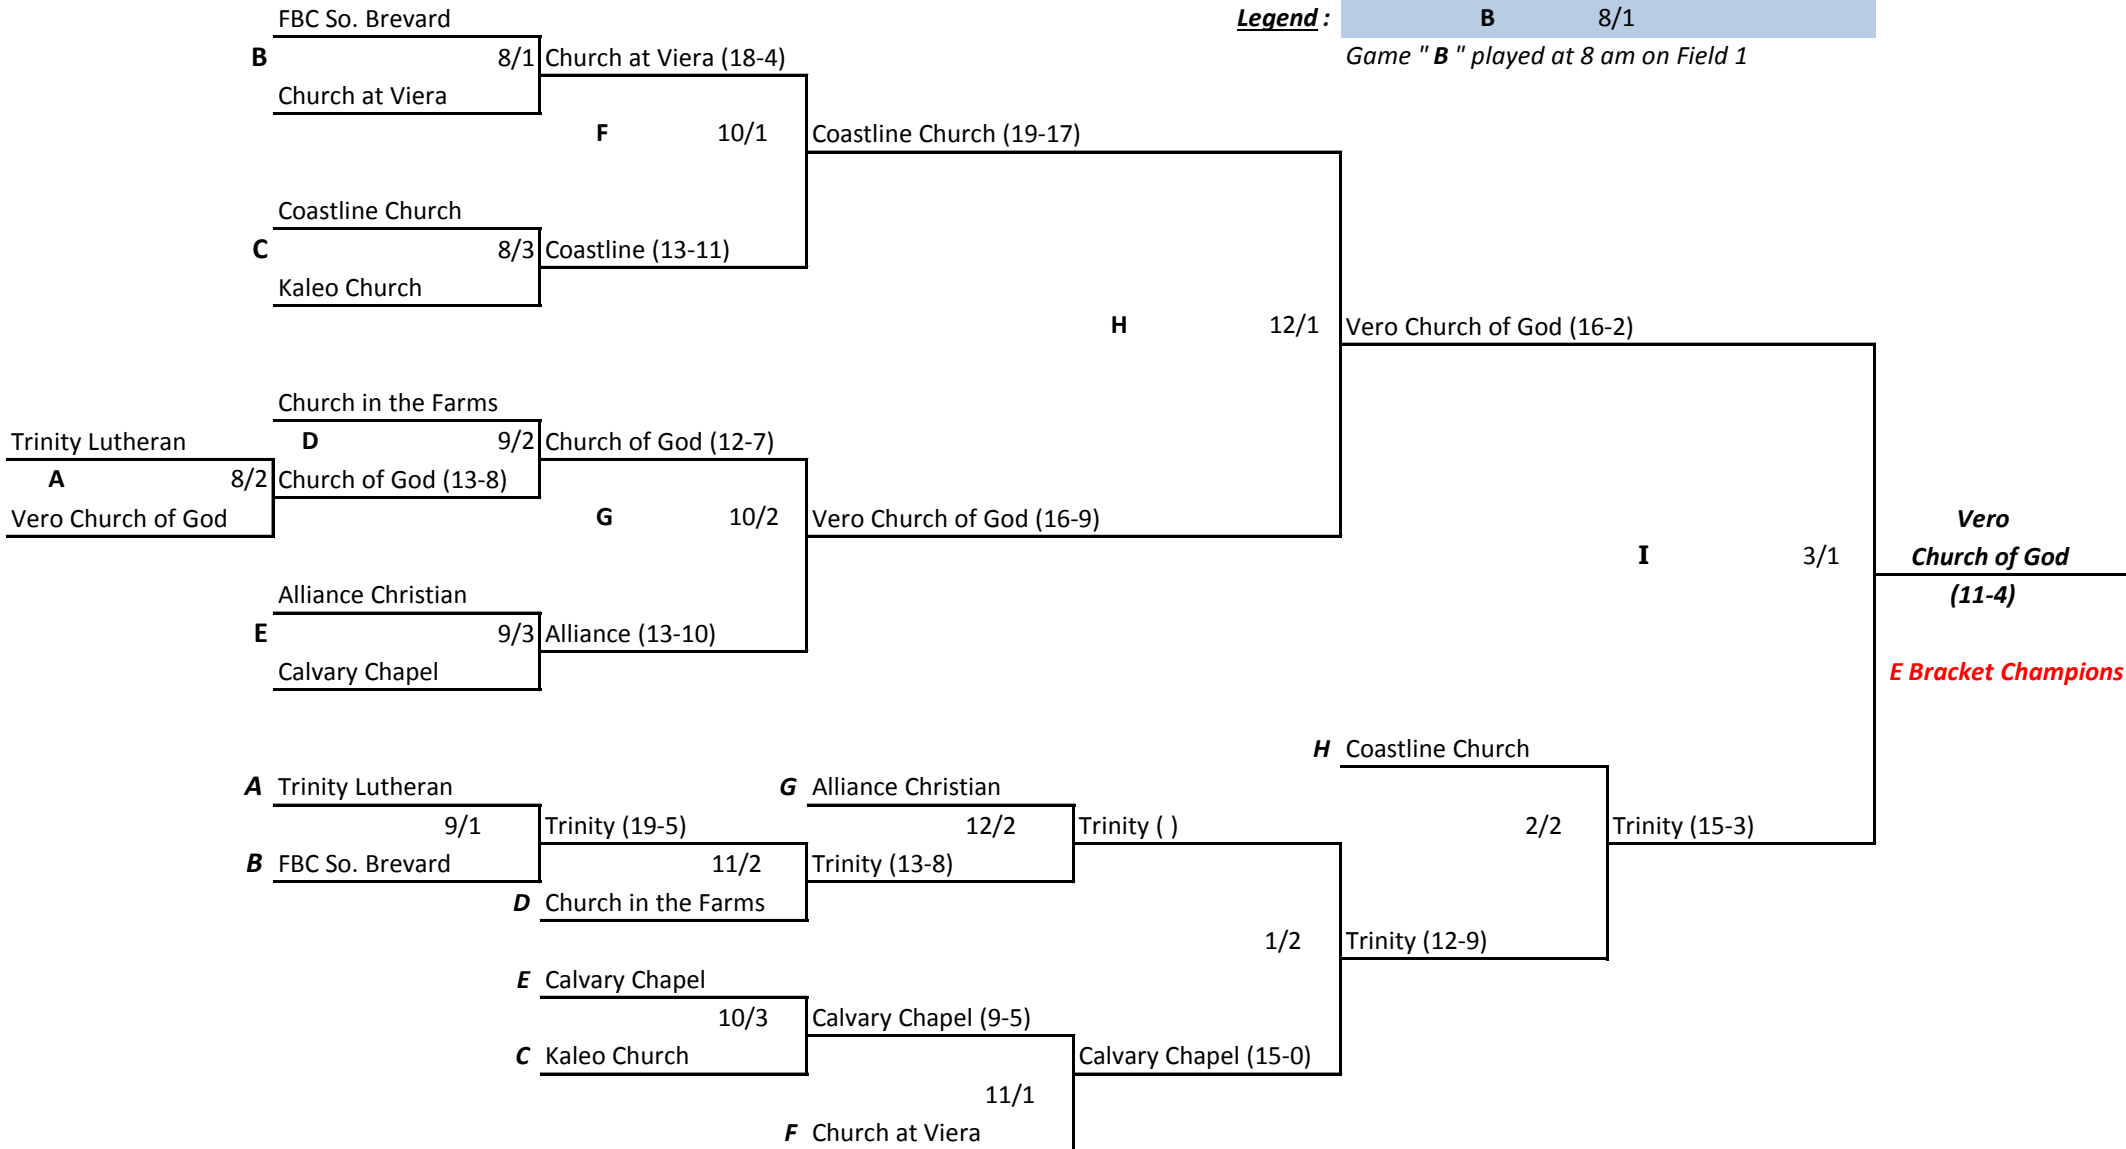 FBC So. Brevard
Legend : B 8/1
B 8/1 Church at Viera (18-4)
Game " B " played at 8 am on Field 1
Church at Viera
F 10/1 Coastline Church (19-17)
Coastline Church
C 8/3 Coastline (13-11)
Kaleo Church
H 12/1 Vero Church of God (16-2)
Church in the Farms
Trinity Lutheran D 9/2 Church of God (12-7)
A 8/2 Church of God (13-8)
Vero Church of God G 10/2 Vero Church of God (16-9) Vero
I 3/1 Church of God
Alliance Christian (11-4)
E 9/3 Alliance (13-10)
Calvary Chapel E Bracket Champions
H Coastline Church
A Trinity Lutheran G Alliance Christian
9/1 Trinity (19-5) 12/2 Trinity ( ) 2/2 Trinity (15-3)
B FBC So. Brevard 11/2 Trinity (13-8)
D Church in the Farms
1/2 Trinity (12-9)
E Calvary Chapel
10/3 Calvary Chapel (9-5)
C Kaleo Church Calvary Chapel (15-0)
11/1
F Church at Viera